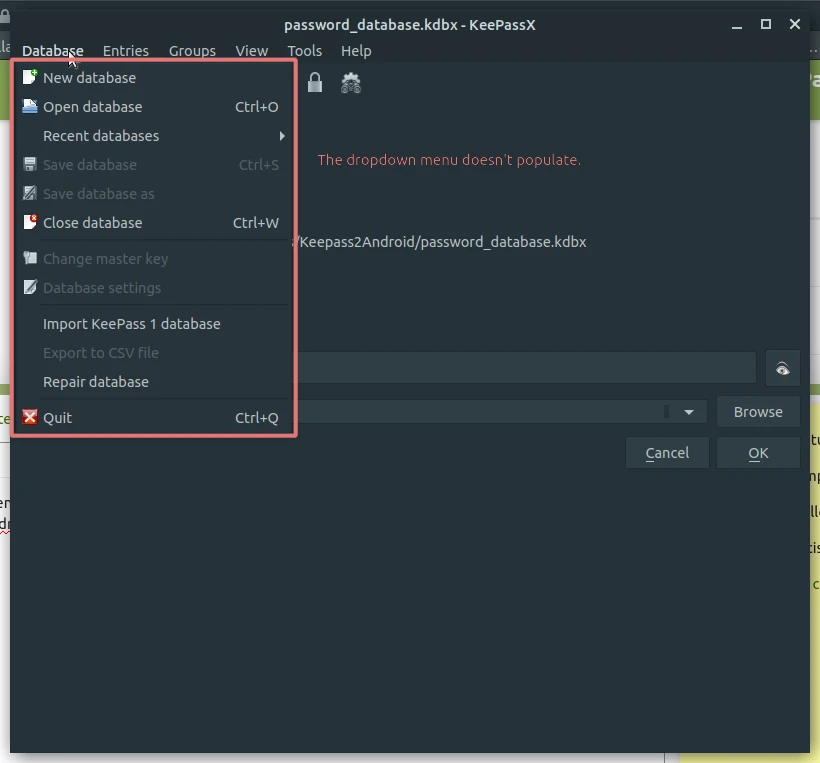 password_database.kdbx - KeePassX
Database Entries Groups View Tools Help
New database
Open database Ctrl+O
Recent databases
Save database Ctrl+S
The dropdown menu doesn't populate.
Save database as
Close database Ctrl+W
/Keepass2Android/password_database.kdbx
Change master key
Database settings
Import KeePass 1 database
Export to CSV file
Repair database
Browse
Quit Ctrl+Q
Cancel OK